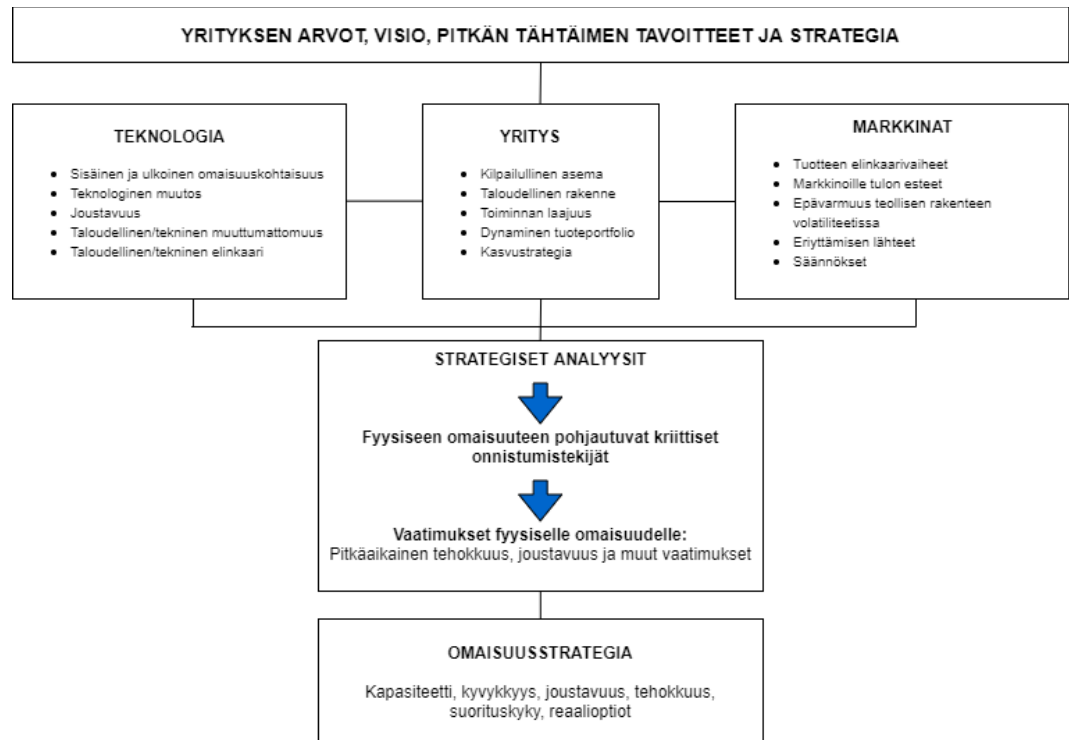 YRITYKSEN ARVOT, VISIO, PITKÄN TÄHTÄIMEN TAVOITTEET JA STRATEGIA
TEKNOLOGIA
• Sisäinen ja ulkoinen omaisuuskohtaisuus
• Teknologinen muutos
• Joustavuus
• Taloudellinen/tekninen muuttumattomuus
• Taloudellinen/tekninen elinkaari
YRITYS
• Kilpailullinen asema
• Taloudellinen rakenne
• Toiminnan laajuus
• Dynaminen tuoteportfolio
• Kasvustrategia
MARKKINAT
• Tuotteen elinkaarivaiheet
• Markkinoille tulon esteet
• Epävarmuus teollisen rakenteen
volatiliteetissa
• Eriyttämisen lähteet
• Säännökset
STRATEGISET ANALYYSIT
Fyysiseen omaisuuteen pohjautuvat kriittiset
onnistumistekijät
Vaatimukset fyysiselle omaisuudelle:
Pitkäaikainen tehokkuus, joustavuus ja muut vaatimukset
OMAISUUSSTRATEGIA
Kapasiteetti, kyvykkyys, joustavuus, tehokkuus,
suorituskyky, reaalioptiot